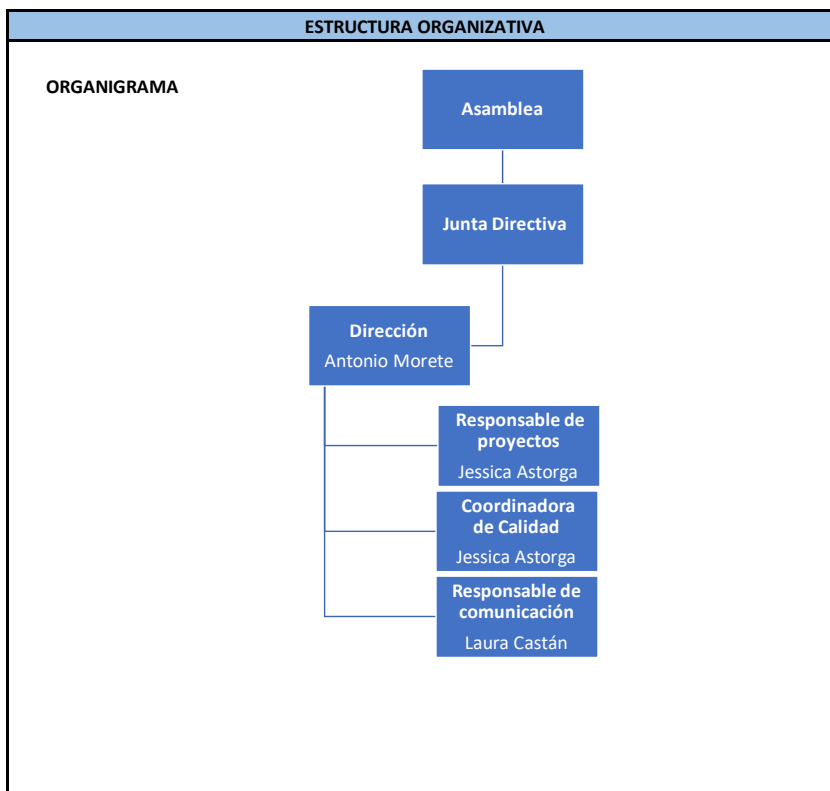 ESTRUCTURA ORGANIZATIVA
ORGANIGRAMA
Asamblea
Junta Directiva
Dirección
Antonio Morete
Responsable de
proyectos
Jessica Astorga
Coordinadora
de Calidad
Jessica Astorga
Responsable de
comunicación
Laura Castán